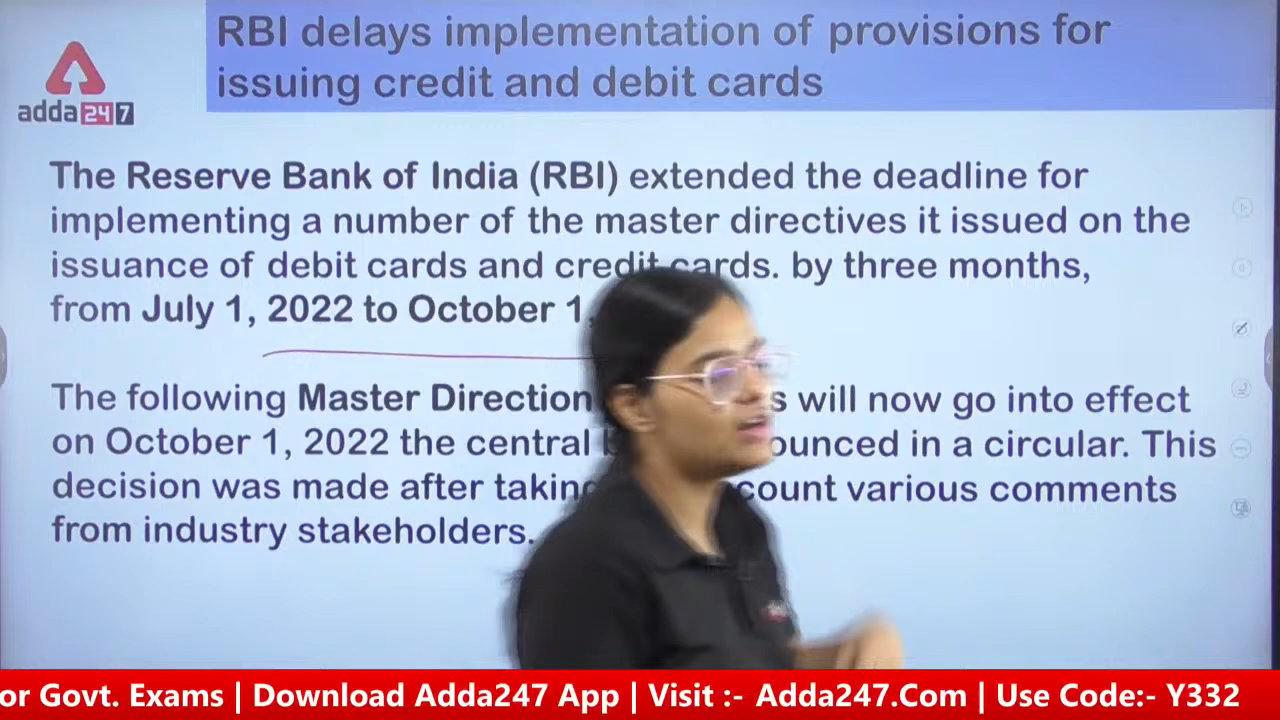 RBI delays implementation of provisions for
issuing credit and debit cards
adda247
The Reserve Bank of India (RBI) extended the deadline for
implementing a number of the master directives it issued on the
issuance of debit cards and credit cards. by three months,
from July 1, 2022 to October 1,
The following Master Direction will now go into effect
on October 1, 2022 the central in a circular. This
decision was made after various comments
from industry stakeholders.
or Govt. Exams | Download Adda247 App | Visit :- Adda247.Com | Use Code:- Y332